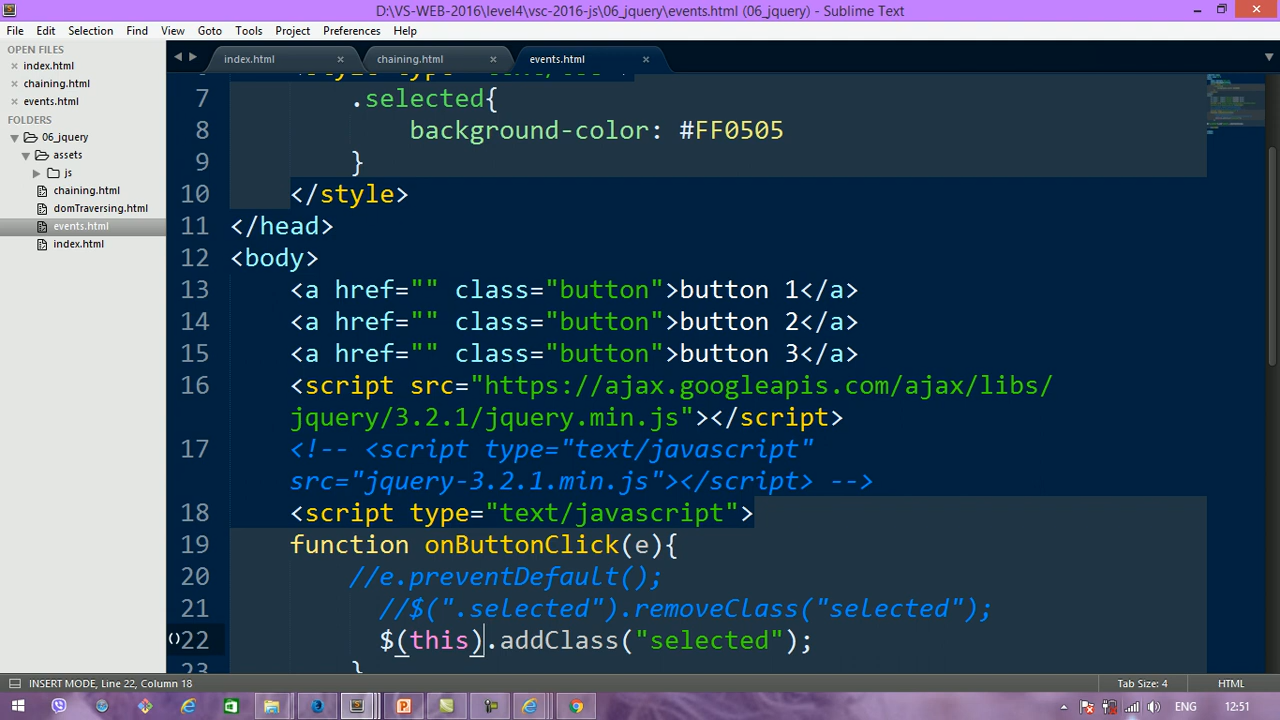 D:\VS-WEB-2016\level4\vsc-2016-js\06_jquery\events.html (06_jquery) - Sublime Text
File Edit Selection Find View Goto Tools Project Preferences Help
OPEN FILES
index.html
chaining.html
events.html
FOLDERS
06_jquery
assets
js
chaining.html
domTraversing.html
events.html
index.html
index.html chaining.html events.html
7 .selected{
8 background-color: #FF0505
9 }
10 </style>
11 </head>
12 <body>
13 <a href="" class="button">button 1</a>
14 <a href="" class="button">button 2</a>
15 <a href="" class="button">button 3</a>
16 <script src="https://ajax.googleapis.com/ajax/libs/
jquery/3.2.1/jquery.min.js"></script>
17 <!-- <script type="text/javascript"
src="jquery-3.2.1.min.js"></script> -->
18 <script type="text/javascript">
19 function onButtonClick(e){
20 //e.preventDefault();
21 //$(".selected").removeClass("selected");
22 $(this).addClass("selected");
23 }
INSERT MODE, Line 22, Column 18 Tab Size: 4 HTML
ENG 12:51